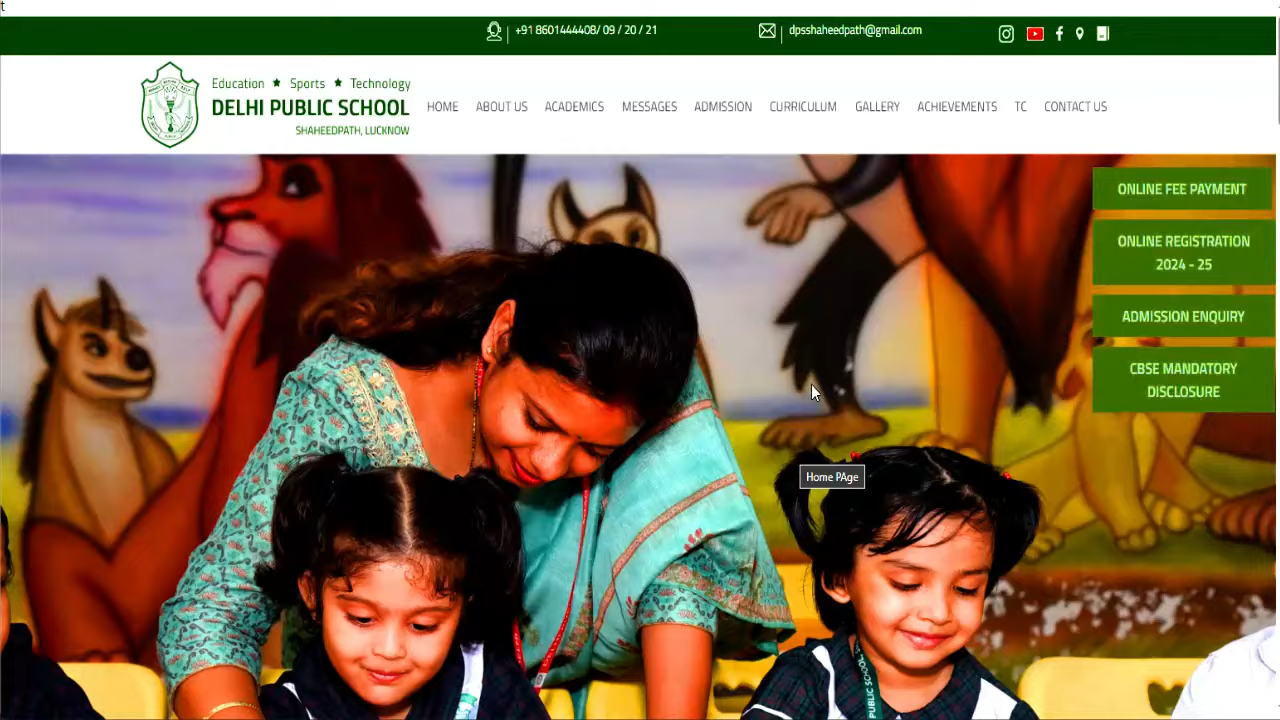 t
+91 8601444408/ 09 / 20 / 21
dpsshaheedpath@gmail.com
Education ★ Sports ★ Technology
DELHI PUBLIC SCHOOL
SHAHEEDPATH, LUCKNOW
HOME ABOUT US ACADEMICS MESSAGES ADMISSION CURRICULUM GALLERY ACHIEVEMENTS TC CONTACT US
ONLINE FEE PAYMENT
ONLINE REGISTRATION
2024 - 25
ADMISSION ENQUIRY
CBSE MANDATORY
DISCLOSURE
Home PAge
PUBLIC SCHOOL